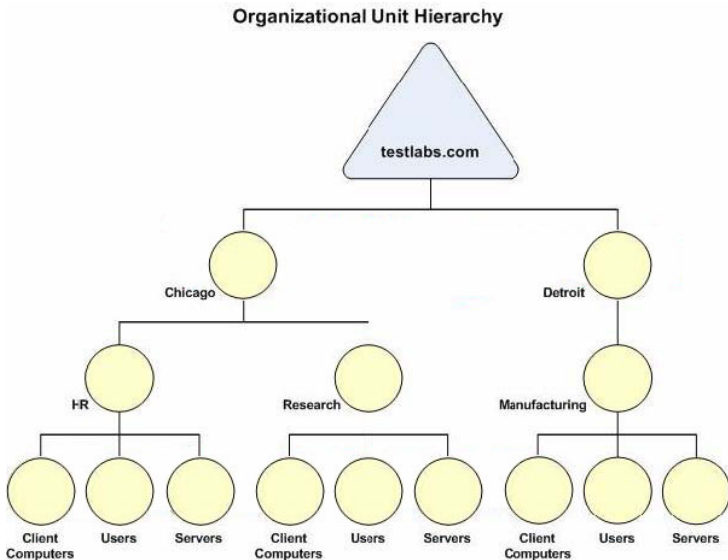 Organizational Unit Hierarchy
testlabs.com
Chicago
Detroit
HR
Research
Manufacturing
Client
Computers
Users
Servers
Client
Computers
Users
Servers
Client
Computers
Users
Servers